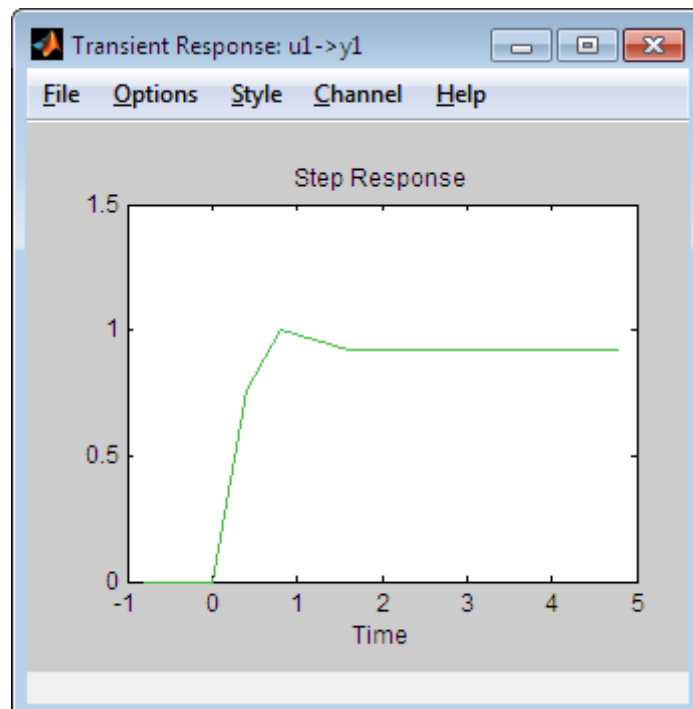 Transient Response: u1->y1
File Options Style Channel Help
Step Response
1.5
1
0.5
0
-1 0 1 2 3 4 5
Time